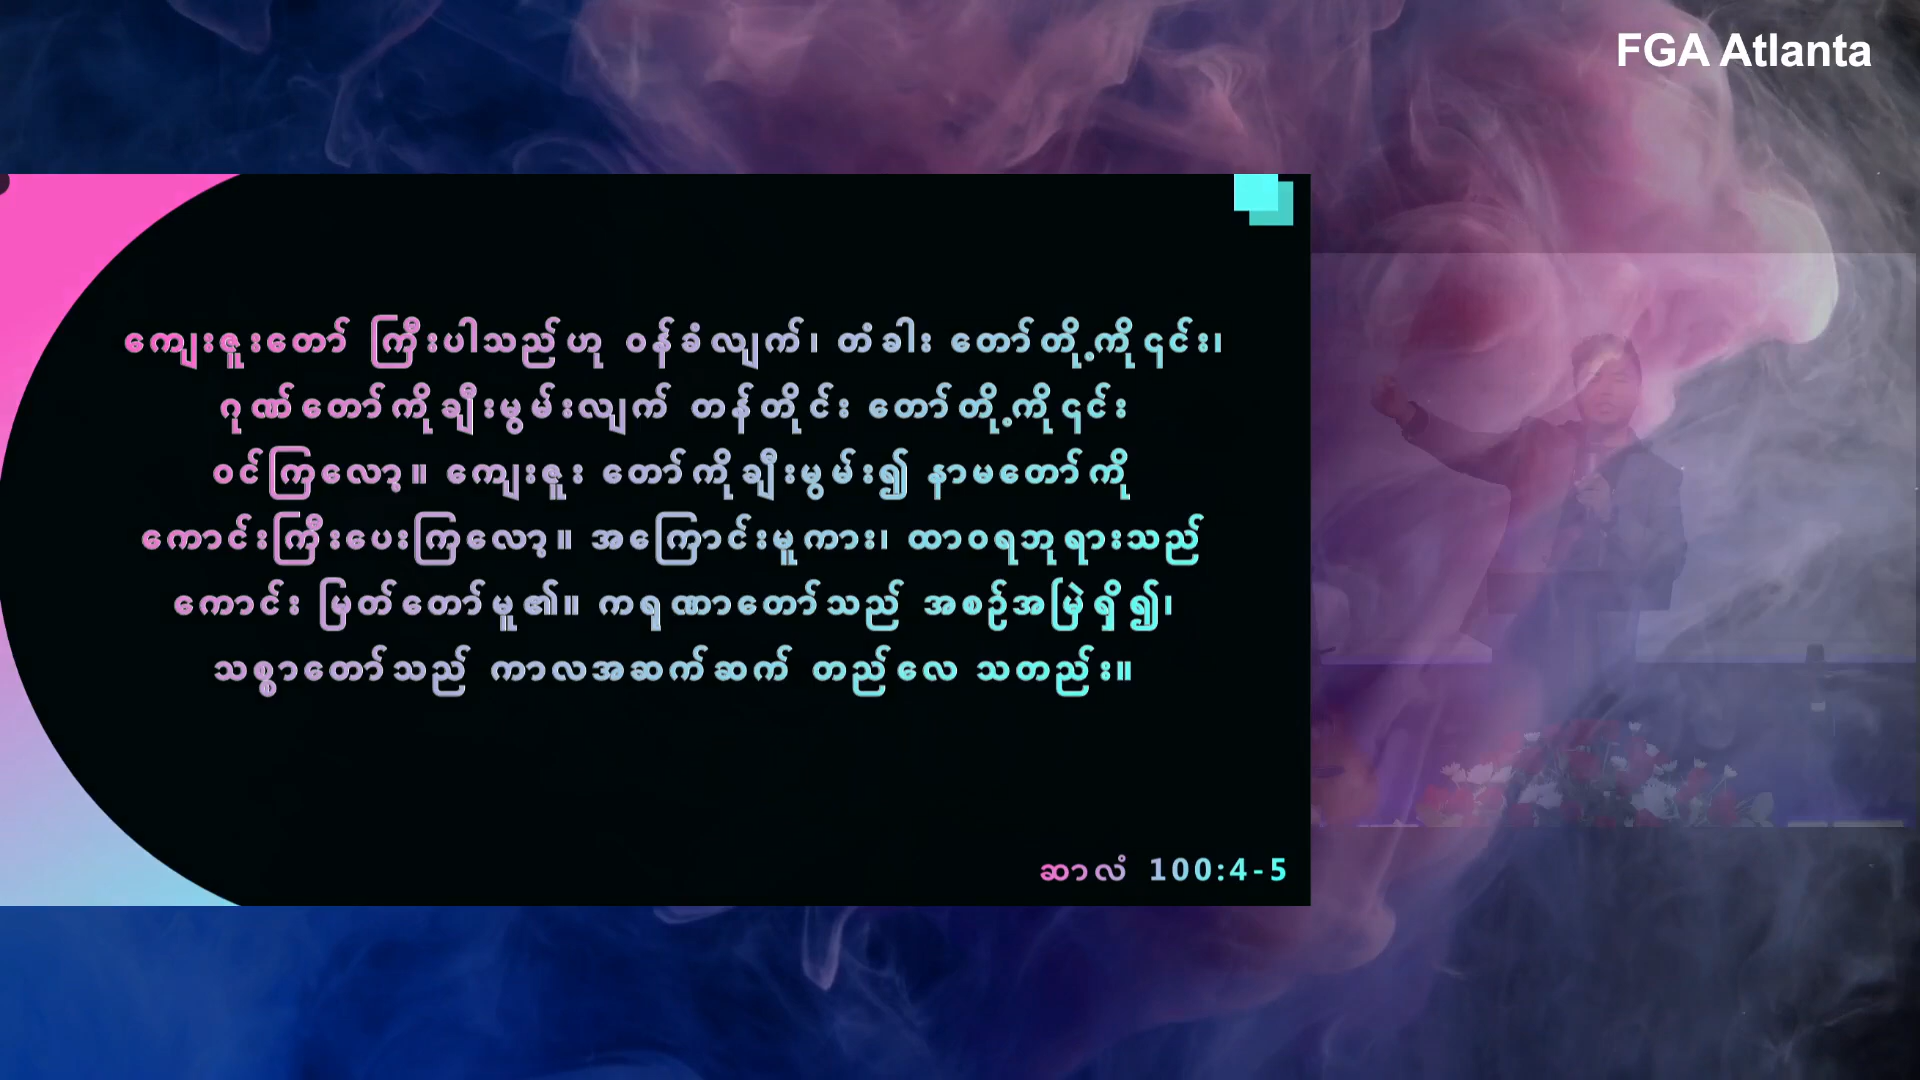 FGA Atlanta
ကျေးဇူးတော် ကြီးပါသည်ဟု ဝန်ခံလျက်၊ တံခါး တော်တို့ကို၎င်း၊
ဂုဏ်တော်ကိုချီးမွမ်းလျက် တန်တိုင်း တော်တို့ကို၎င်း
ဝင်ကြလော့။ ကျေးဇူး တော်ကိုချီးမွမ်း၍ နာမတော်ကို
ကောင်းကြီးပေးကြလော့။ အကြောင်းမူကား၊ ထာဝရဘုရားသည်
ကောင်း မြတ်တော်မူ၏။ ကရုဏာတော်သည် အစဉ်အမြဲရှိ၍၊
သစ္စာတော်သည် ကာလအဆက်ဆက် တည်လေ သတည်း။
ဆာလံ 100:4-5